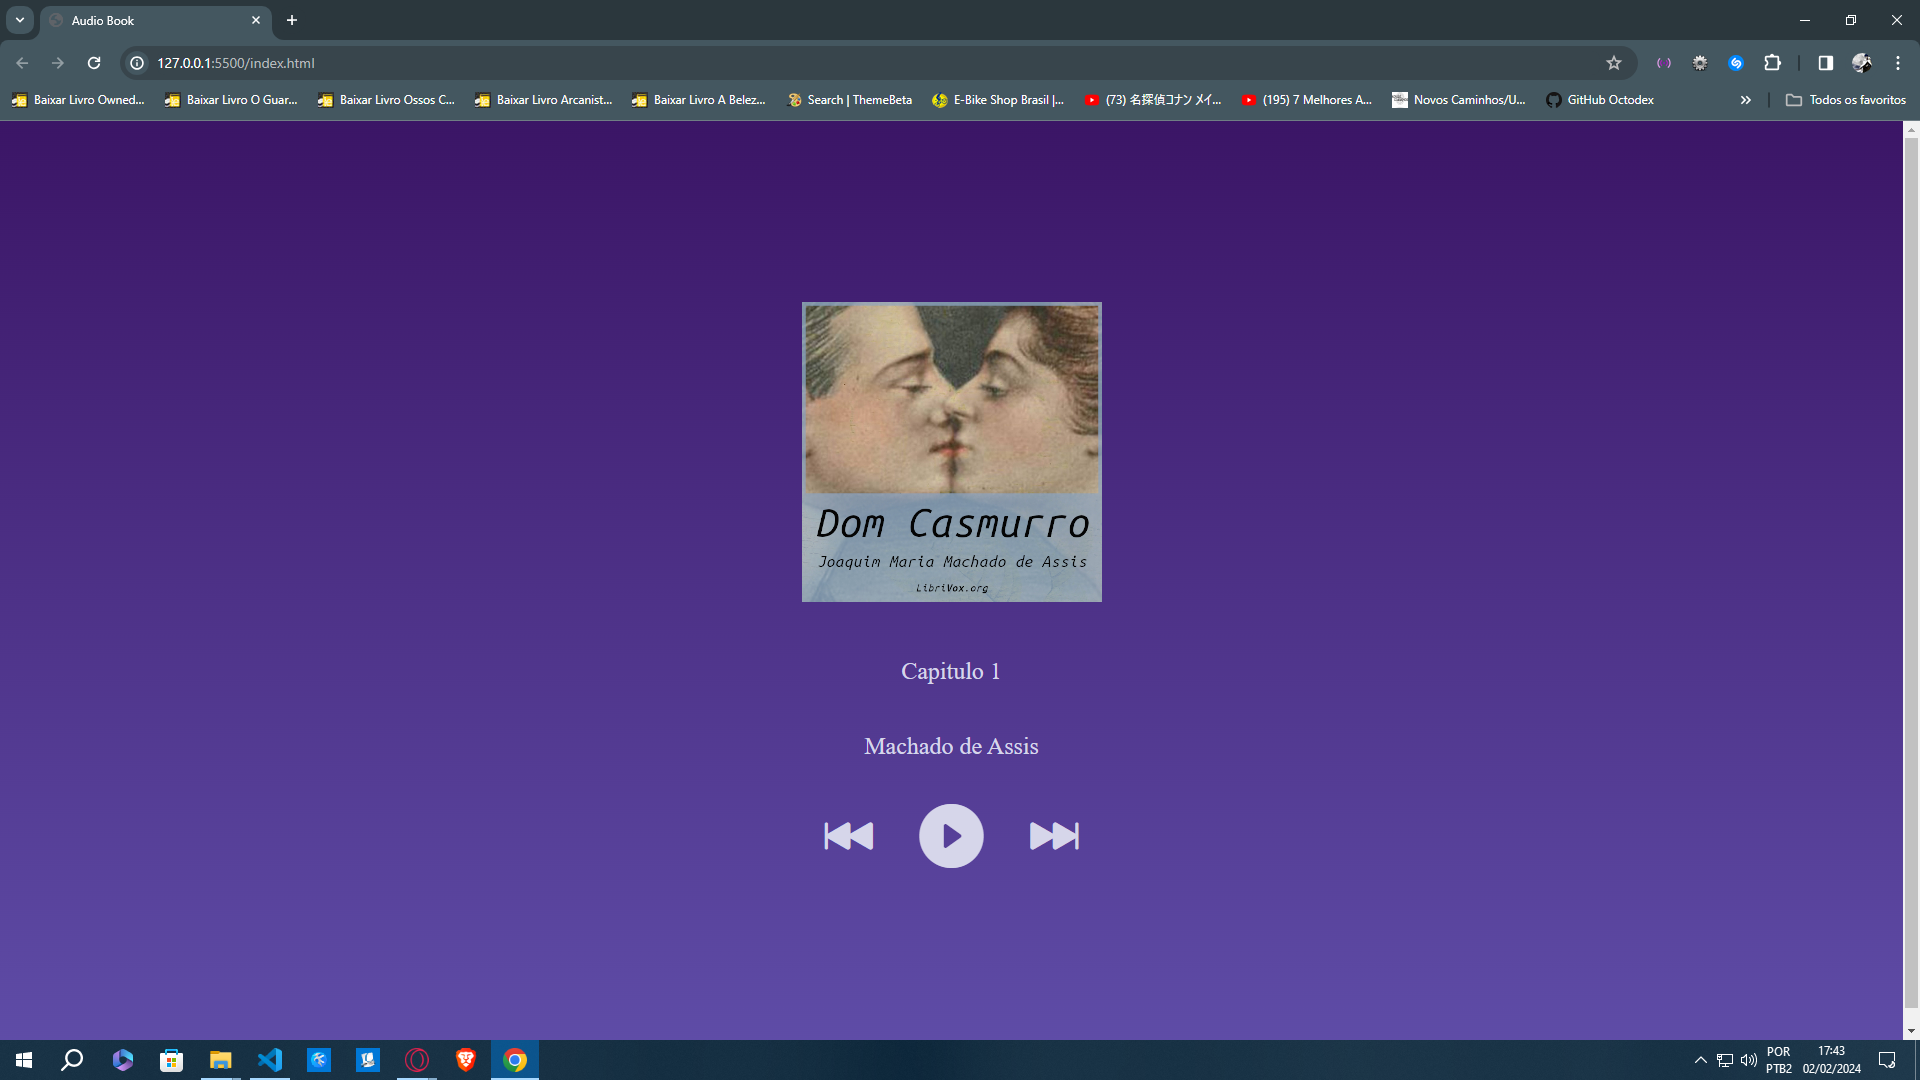 Audio Book
127.0.0.1:5500/index.html
Baixar Livro Owned...
Baixar Livro O Guar...
Baixar Livro Ossos C...
Baixar Livro Arcanist...
Baixar Livro A Belez...
Search | ThemeBeta
E-Bike Shop Brasil |...
(73) 名探偵コナン メイ...
(195) 7 Melhores A...
Novos Caminhos/U...
GitHub Octodex
Todos os favoritos
Dom Casmurro
Joaquim Maria Machado de Assis
LibriVox.org
Capitulo 1
Machado de Assis
POR
PTB2
17:43
02/02/2024